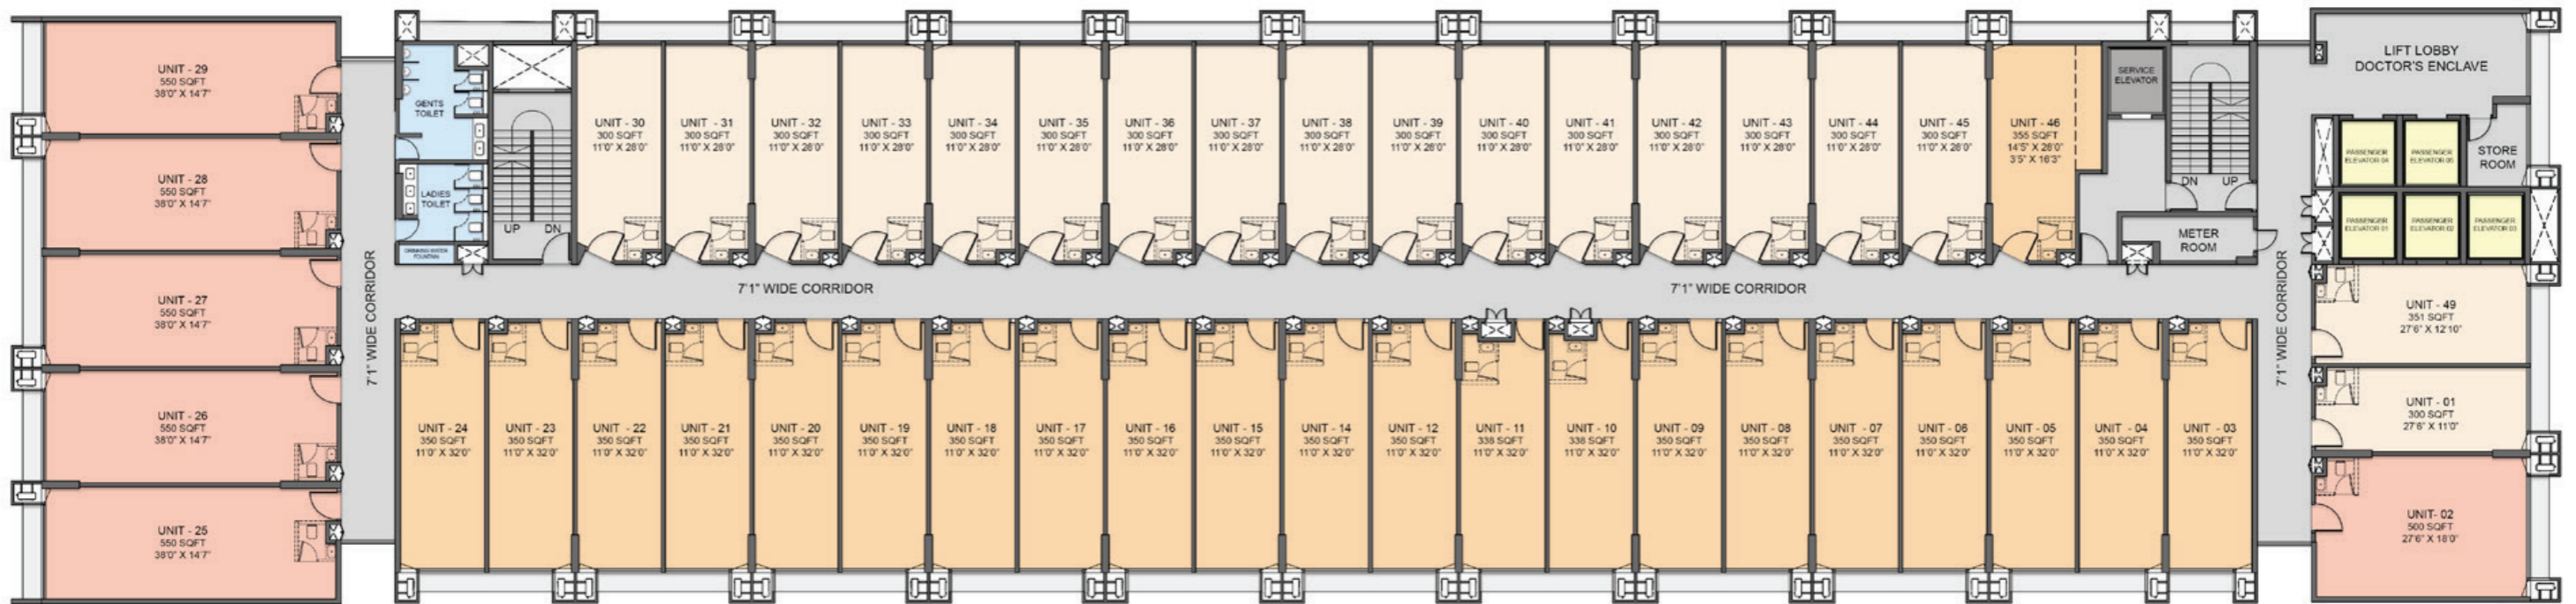 UNIT - 29
550 SQFT
38'0" X 14'7"
UNIT - 28
550 SQFT
38'0" X 14'7"
UNIT - 27
550 SQFT
38'0" X 14'7"
UNIT - 26
550 SQFT
38'0" X 14'7"
UNIT - 25
550 SQFT
38'0" X 14'7"
7'1" WIDE CORRIDOR
GENTS
TOILET
LADIES
TOILET
DRINKING WATER
FOUNTAIN
UP
DN
UNIT - 30
300 SQFT
11'0" X 28'0"
UNIT - 31
300 SQFT
11'0" X 28'0"
UNIT - 32
300 SQFT
11'0" X 28'0"
UNIT - 33
300 SQFT
11'0" X 28'0"
UNIT - 34
300 SQFT
11'0" X 28'0"
UNIT - 35
300 SQFT
11'0" X 28'0"
UNIT - 36
300 SQFT
11'0" X 28'0"
UNIT - 37
300 SQFT
11'0" X 28'0"
UNIT - 38
300 SQFT
11'0" X 28'0"
UNIT - 39
300 SQFT
11'0" X 28'0"
UNIT - 40
300 SQFT
11'0" X 28'0"
UNIT - 41
300 SQFT
11'0" X 28'0"
UNIT - 42
300 SQFT
11'0" X 28'0"
UNIT - 43
300 SQFT
11'0" X 28'0"
UNIT - 44
300 SQFT
11'0" X 28'0"
UNIT - 45
300 SQFT
11'0" X 28'0"
UNIT - 46
355 SQFT
14'5" X 28'0"
3'5" X 16'3"
SERVICE
ELEVATOR
DN
UP
METER
ROOM
7'1" WIDE CORRIDOR
7'1" WIDE CORRIDOR
UNIT - 24
350 SQFT
11'0" X 32'0"
UNIT - 23
350 SQFT
11'0" X 32'0"
UNIT - 22
350 SQFT
11'0" X 32'0"
UNIT - 21
350 SQFT
11'0" X 32'0"
UNIT - 20
350 SQFT
11'0" X 32'0"
UNIT - 19
350 SQFT
11'0" X 32'0"
UNIT - 18
350 SQFT
11'0" X 32'0"
UNIT - 17
350 SQFT
11'0" X 32'0"
UNIT - 16
350 SQFT
11'0" X 32'0"
UNIT - 15
350 SQFT
11'0" X 32'0"
UNIT - 14
350 SQFT
11'0" X 32'0"
UNIT - 12
350 SQFT
11'0" X 32'0"
UNIT - 11
338 SQFT
11'0" X 32'0"
UNIT - 10
338 SQFT
11'0" X 32'0"
UNIT - 09
350 SQFT
11'0" X 32'0"
UNIT - 08
350 SQFT
11'0" X 32'0"
UNIT - 07
350 SQFT
11'0" X 32'0"
UNIT - 06
350 SQFT
11'0" X 32'0"
UNIT - 05
350 SQFT
11'0" X 32'0"
UNIT - 04
350 SQFT
11'0" X 32'0"
UNIT - 03
350 SQFT
11'0" X 32'0"
7'1" WIDE CORRIDOR
LIFT LOBBY
DOCTOR'S ENCLAVE
PASSENGER
ELEVATOR 04
PASSENGER
ELEVATOR 05
STORE
ROOM
PASSENGER
ELEVATOR 01
PASSENGER
ELEVATOR 02
PASSENGER
ELEVATOR 03
UNIT - 49
351 SQFT
27'6" X 12'10"
UNIT - 01
300 SQFT
27'6" X 11'0"
UNIT- 02
500 SQFT
27'6" X 18'0"